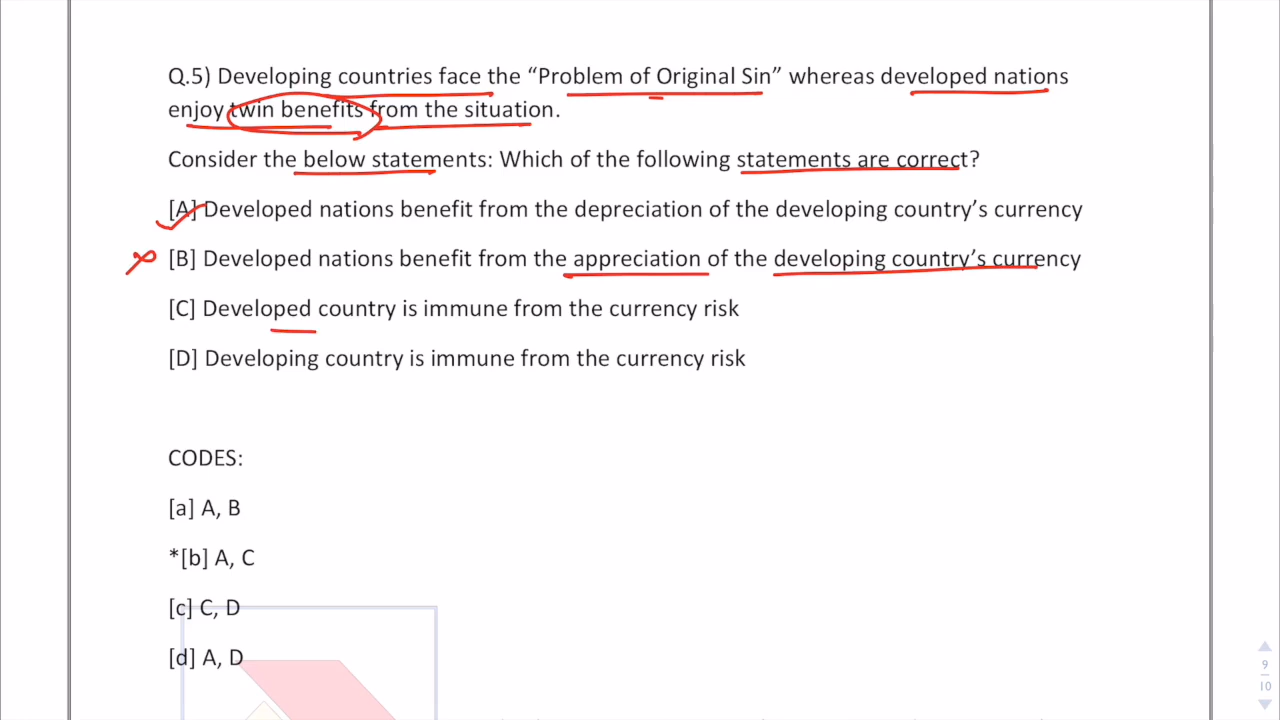 Q.5) Developing countries face the “Problem of Original Sin” whereas developed nations
enjoy twin benefits from the situation.
Consider the below statements: Which of the following statements are correct?
[A] Developed nations benefit from the depreciation of the developing country’s currency
[B] Developed nations benefit from the appreciation of the developing country’s currency
[C] Developed country is immune from the currency risk
[D] Developing country is immune from the currency risk
CODES:
[a] A, B
*[b] A, C
[c] C, D
[d] A, D
9
10